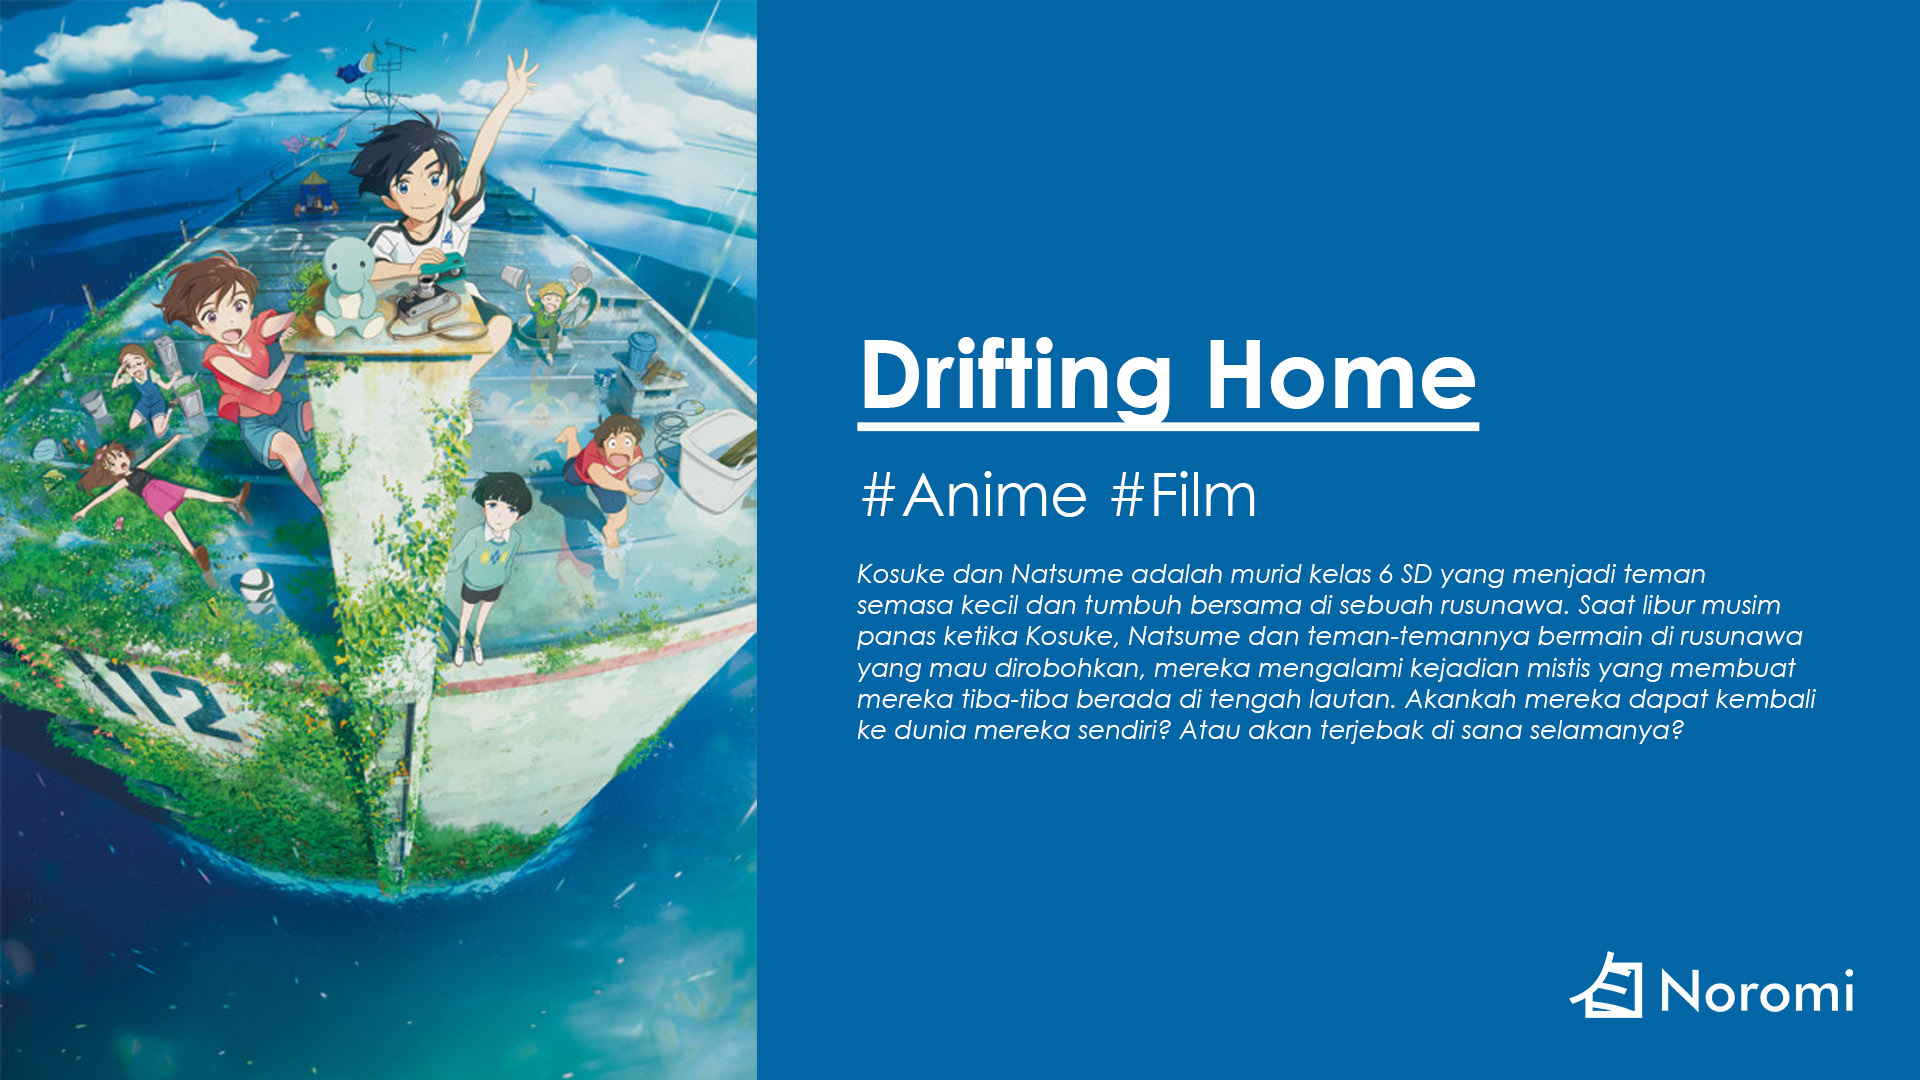 Drifting Home
#Anime #Film
Kosuke dan Natsume adalah murid kelas 6 SD yang menjadi teman
semasa kecil dan tumbuh bersama di sebuah rusunawa. Saat libur musim
panas ketika Kosuke, Natsume dan teman-temannya bermain di rusunawa
yang mau dirobohkan, mereka mengalami kejadian mistis yang membuat
mereka tiba-tiba berada di tengah lautan. Akankah mereka dapat kembali
ke dunia mereka sendiri? Atau akan terjebak di sana selamanya?
112
Noromi